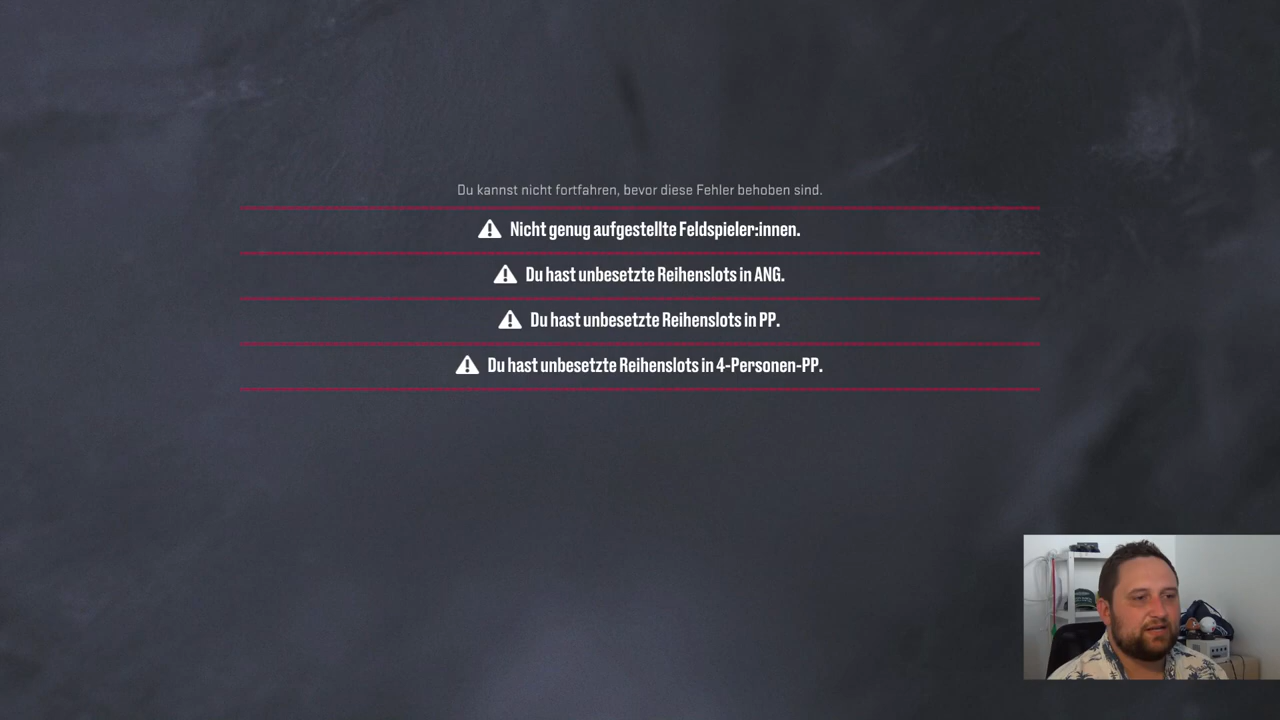 Du kannst nicht fortfahren, bevor diese Fehler behoben sind.
Nicht genug aufgestellte Feldspieler:innen.
Du hast unbesetzte Reihenslots in ANG.
Du hast unbesetzte Reihenslots in PP.
Du hast unbesetzte Reihenslots in 4-Personen-PP.